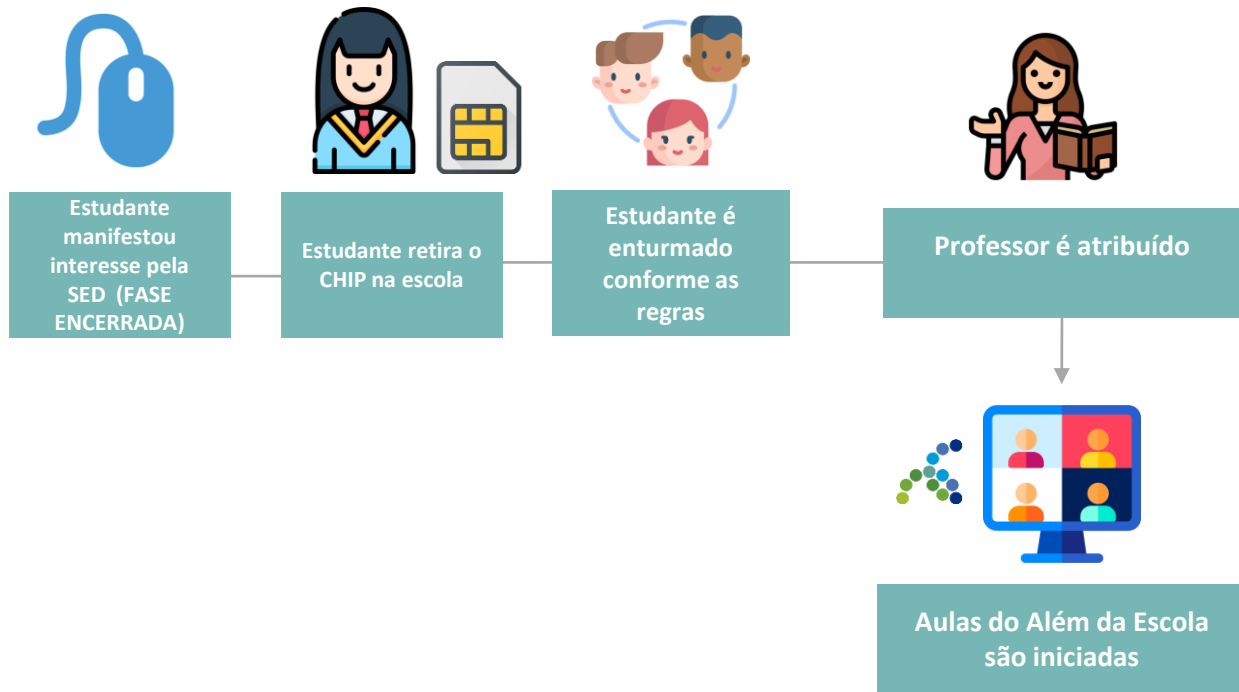 Estudante
manifestou
interesse pela
SED (FASE
ENCERRADA)
Estudante retira o
CHIP na escola
Estudante é
enturmado
conforme as
regras
Professor é atribuído
Aulas do Além da Escola
são iniciadas